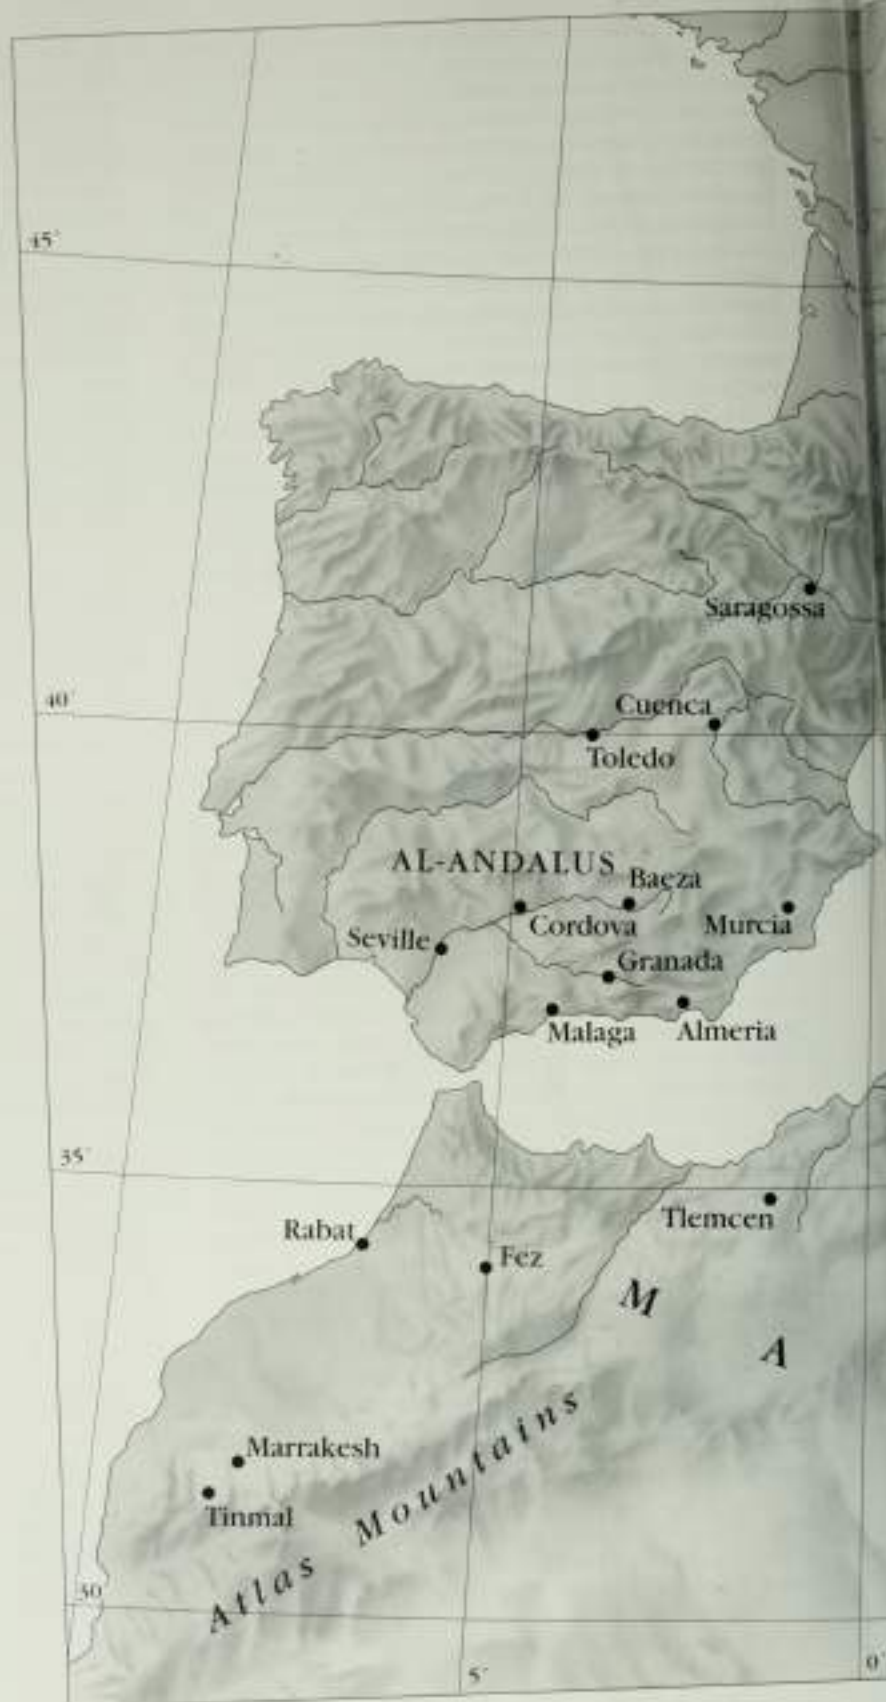 45°
Saragossa
40°
Cuenca
Toledo
AL-ANDALUS
Baeza
Cordova
Murcia
Seville
Granada
Malaga
Almeria
35°
Rabat
Tlemcen
Fez
M
A
Marrakesh
Tinmal
Atlas Mountains
30
5°
0°